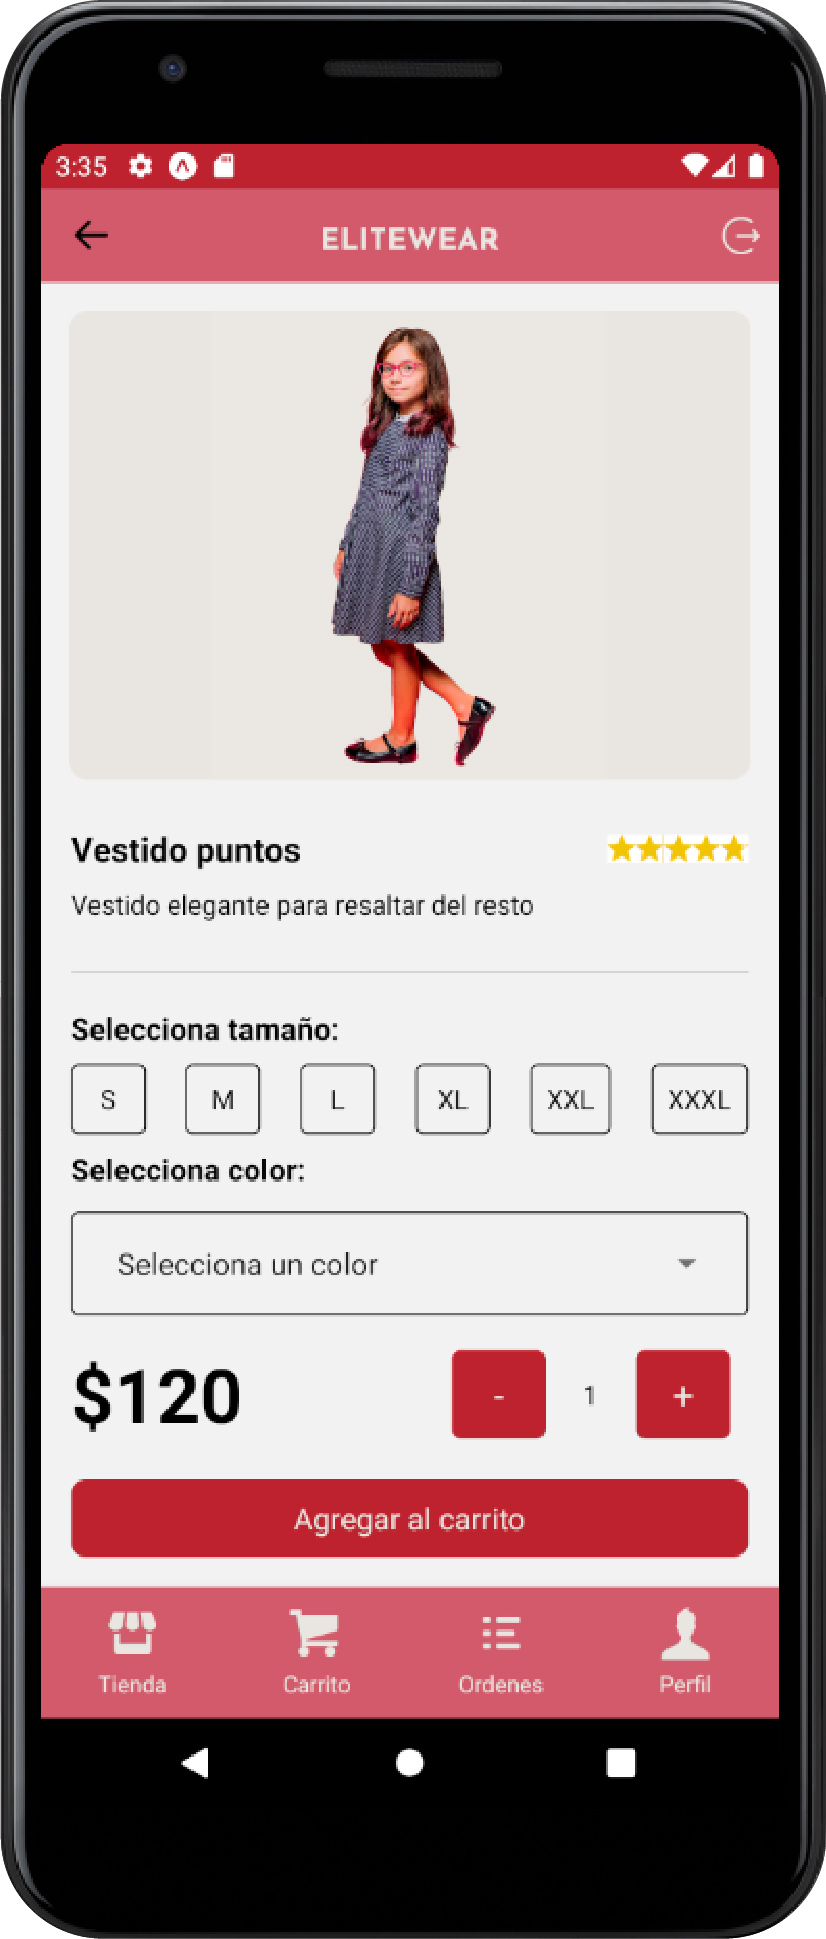 3:35
ELITEWEAR
Vestido puntos
Vestido elegante para resaltar del resto
Selecciona tamaño:
S M L XL XXL XXXL
Selecciona color:
Selecciona un color
$120 - 1 +
Agregar al carrito
Tienda Carrito Ordenes Perfil